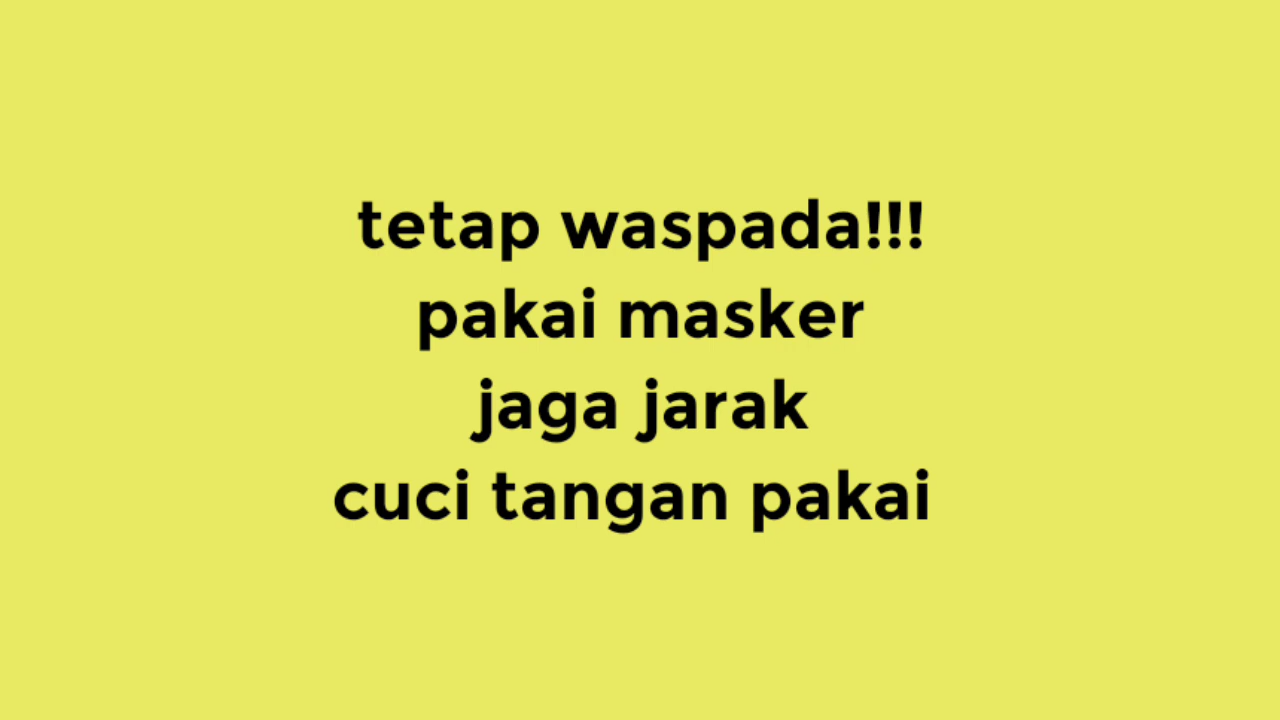 tetap waspada!!!
pakai masker
jaga jarak
cuci tangan pakai